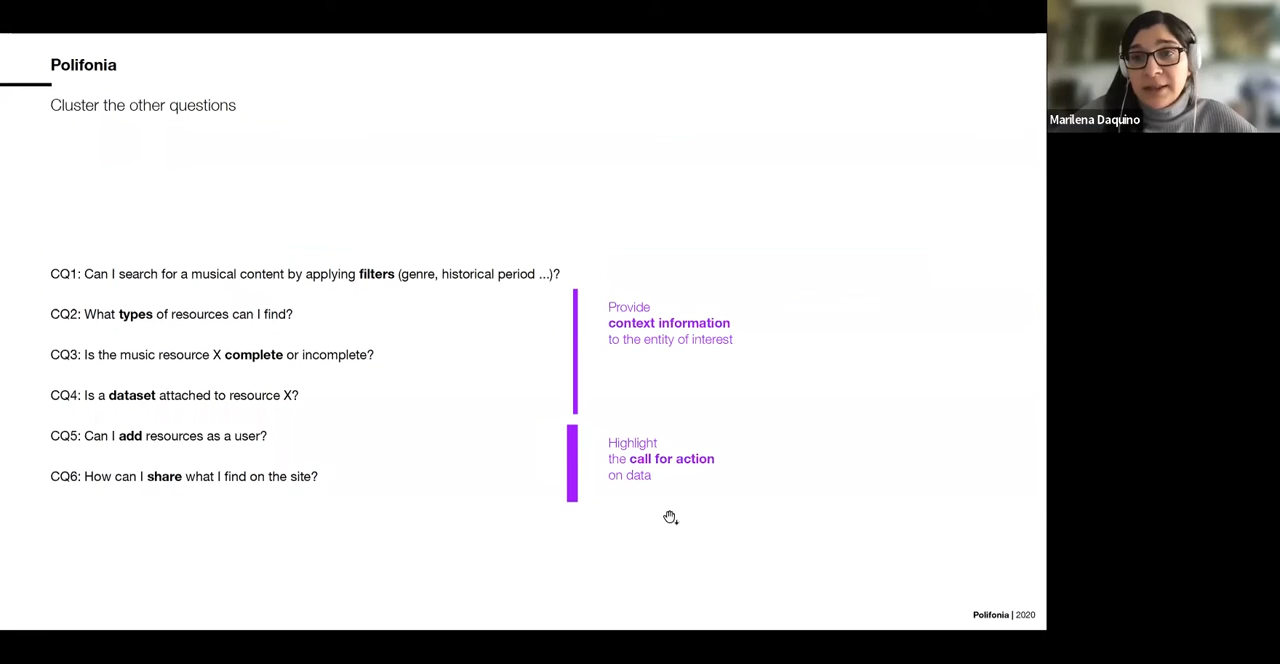 Polifonia
Cluster the other questions
CQ1: Can I search for a musical content by applying filters (genre, historical period ...)?
CQ2: What types of resources can I find?
CQ3: Is the music resource X complete or incomplete?
CQ4: Is a dataset attached to resource X?
CQ5: Can I add resources as a user?
CQ6: How can I share what I find on the site?
Provide
context information
to the entity of interest
Highlight
the call for action
on data
Polifonia | 2020
Marilena Daquino